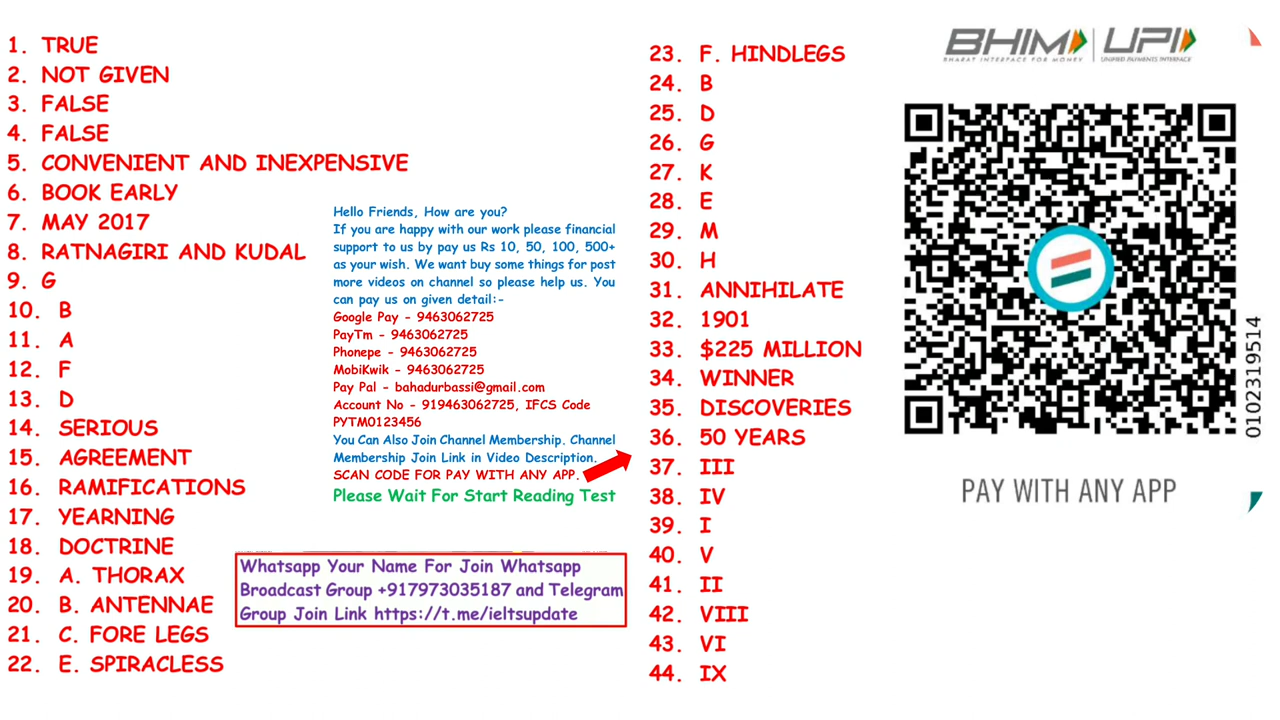 1. TRUE
2. NOT GIVEN
3. FALSE
4. FALSE
5. CONVENIENT AND INEXPENSIVE
6. BOOK EARLY
7. MAY 2017
8. RATNAGIRI AND KUDAL
9. G
10. B
11. A
12. F
13. D
14. SERIOUS
15. AGREEMENT
16. RAMIFICATIONS
17. YEARNING
18. DOCTRINE
19. A. THORAX
20. B. ANTENNAE
21. C. FORE LEGS
22. E. SPIRACLESS
Hello Friends, How are you?
If you are happy with our work please financial
support to us by pay us Rs 10, 50, 100, 500+
as your wish. We want buy some things for post
more videos on channel so please help us. You
can pay us on given detail:-
Google Pay - 9463062725
PayTm - 9463062725
Phonepe - 9463062725
MobiKwik - 9463062725
Pay Pal - bahadurbassi@gmail.com
Account No - 919463062725, IFCS Code
PYTM0123456
You Can Also Join Channel Membership. Channel
Membership Join Link in Video Description.
SCAN CODE FOR PAY WITH ANY APP.
Please Wait For Start Reading Test
Whatsapp Your Name For Join Whatsapp
Broadcast Group +917973035187 and Telegram
Group Join Link https://t.me/ieltsupdate
23. F. HINDLEGS
24. B
25. D
26. G
27. K
28. E
29. M
30. H
31. ANNIHILATE
32. 1901
33. $225 MILLION
34. WINNER
35. DISCOVERIES
36. 50 YEARS
37. III
38. IV
39. I
40. V
41. II
42. VIII
43. VI
44. IX
BHIM UPI
BHARAT INTERFACE FOR MONEY UNIFIED PAYMENTS INTERFACE
0102319514
PAY WITH ANY APP